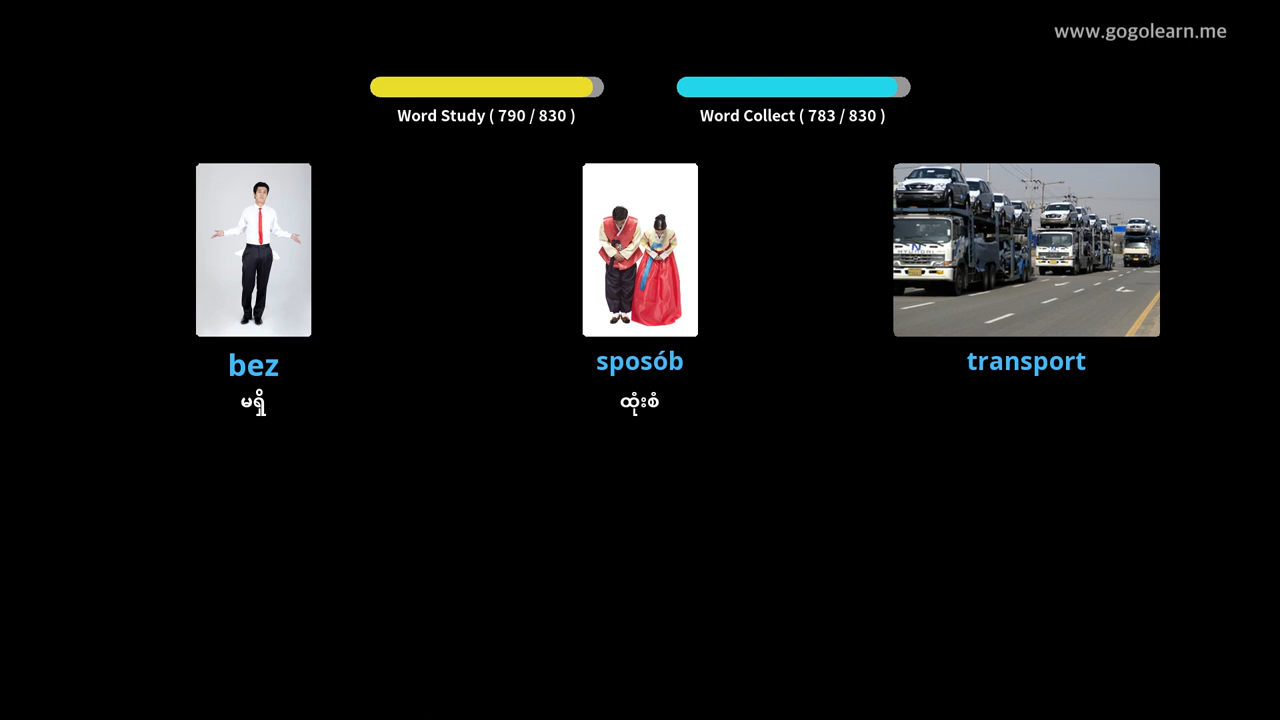 www.gogolearn.me
Word Study ( 790 / 830 )
Word Collect ( 783 / 830 )
bez
sposób
transport
မရှိ
ထုံးစံ